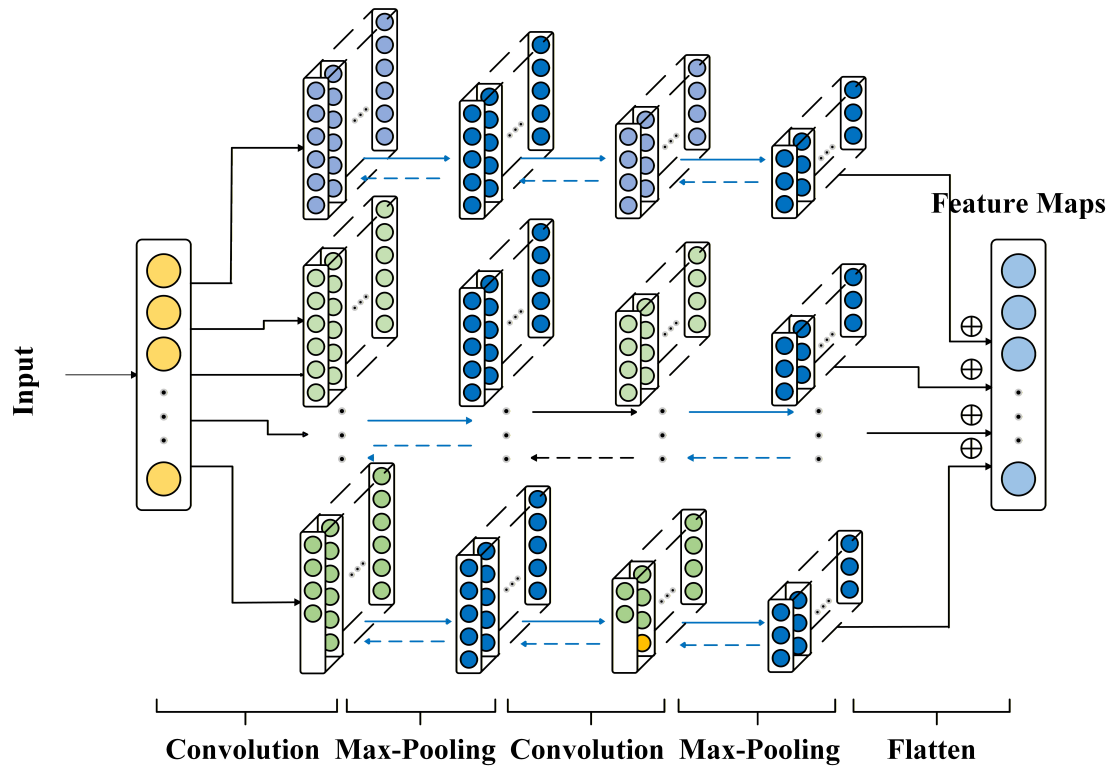 Feature Maps
Input
Convolution
Max-Pooling
Convolution
Max-Pooling
Flatten